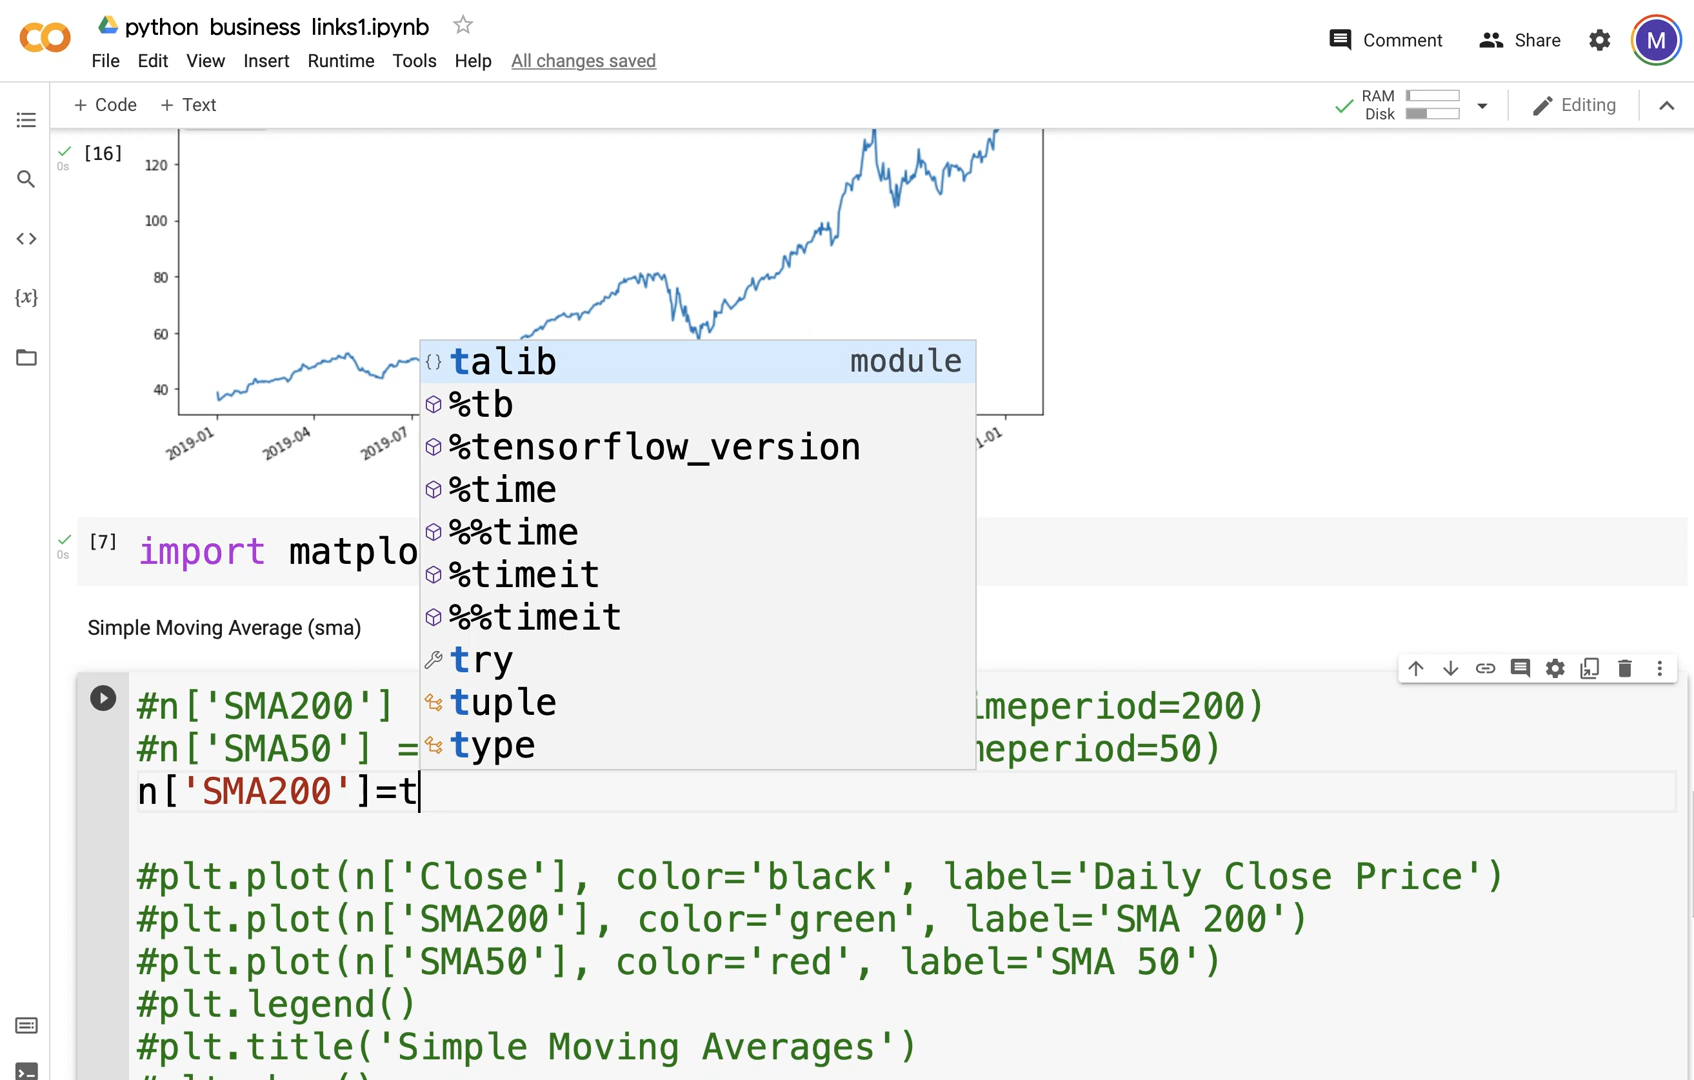 python business links1.ipynb
Comment Share M
File Edit View Insert Runtime Tools Help All changes saved
+ Code + Text
RAM
Disk
Editing
[16]
0s
120
100
80
60
40
2019-01 2019-04 2019-07 1-01
{x}
talib module
%tb
%tensorflow_version
%time
%%time
%timeit
%%timeit
try
tuple
type
[7] import matplo
0s
Simple Moving Average (sma)
#n['SMA200'] imeperiod=200)
#n['SMA50'] = meperiod=50)
n['SMA200']=t
#plt.plot(n['Close'], color='black', label='Daily Close Price')
#plt.plot(n['SMA200'], color='green', label='SMA 200')
#plt.plot(n['SMA50'], color='red', label='SMA 50')
#plt.legend()
#plt.title('Simple Moving Averages')